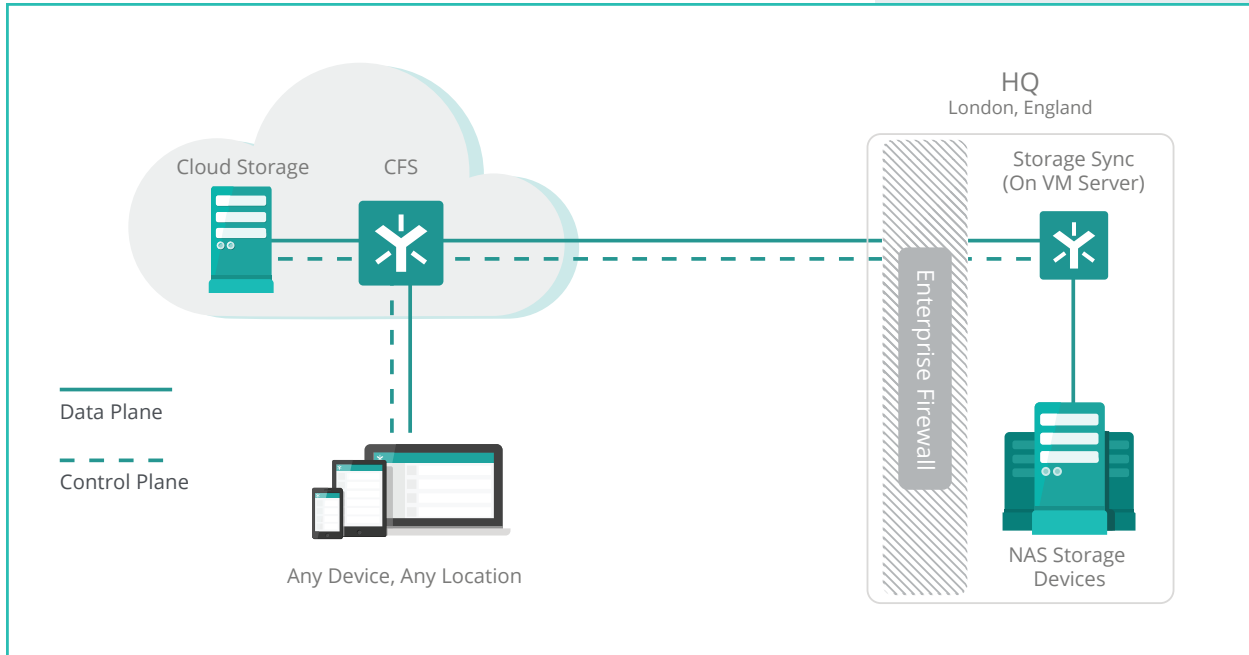 HQ
London, England
Cloud Storage
CFS
Storage Sync
(On VM Server)
Enterprise Firewall
Data Plane
Control Plane
NAS Storage
Devices
Any Device, Any Location